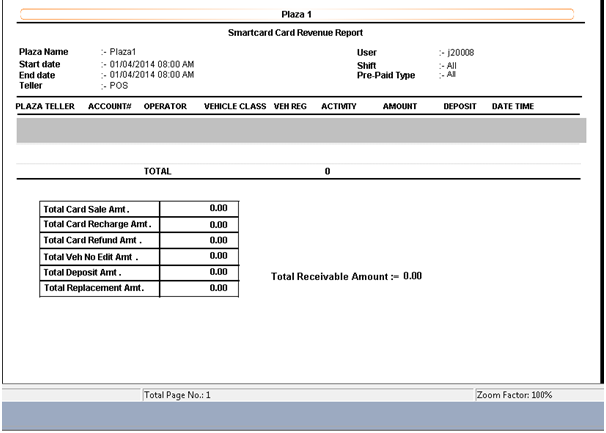 Plaza 1
Smartcard Card Revenue Report
Plaza Name :- Plaza1 User :- j20008
Start date :- 01/04/2014 08:00 AM Shift :- All
End date :- 01/04/2014 08:00 AM Pre-Paid Type :- All
Teller :- POS
PLAZA TELLER ACCOUNT# OPERATOR VEHICLE CLASS VEH REG ACTIVITY AMOUNT DEPOSIT DATE TIME
TOTAL 0
Total Card Sale Amt. 0.00
Total Card Recharge Amt. 0.00
Total Card Refund Amt . 0.00
Total Veh No Edit Amt . 0.00
Total Deposit Amt . 0.00
Total Replacement Amt. 0.00
Total Receivable Amount := 0.00
Total Page No.: 1 Zoom Factor: 100%